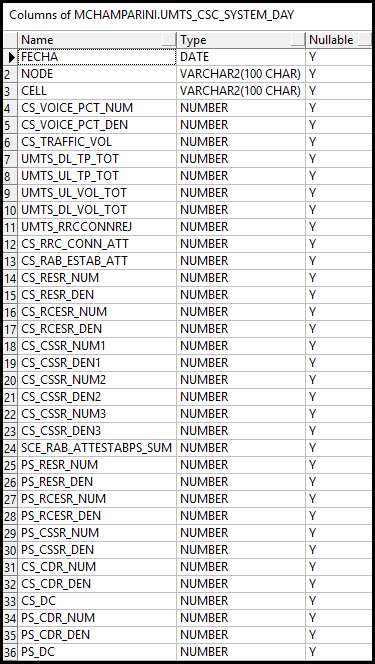 Columns of MCHAMPARINI.UMTS_CSC_SYSTEM_DAY
Name Type Nullable
FECHA DATE Y
2 NODE VARCHAR2(100 CHAR) Y
3 CELL VARCHAR2(100 CHAR) Y
4 CS_VOICE_PCT_NUM NUMBER Y
5 CS_VOICE_PCT_DEN NUMBER Y
6 CS_TRAFFIC_VOL NUMBER Y
7 UMTS_DL_TP_TOT NUMBER Y
8 UMTS_UL_TP_TOT NUMBER Y
9 UMTS_UL_VOL_TOT NUMBER Y
10 UMTS_DL_VOL_TOT NUMBER Y
11 UMTS_RRCCONNREJ NUMBER Y
12 CS_RRC_CONN_ATT NUMBER Y
13 CS_RAB_ESTAB_ATT NUMBER Y
14 CS_RESR_NUM NUMBER Y
15 CS_RESR_DEN NUMBER Y
16 CS_RCESR_NUM NUMBER Y
17 CS_RCESR_DEN NUMBER Y
18 CS_CSSR_NUM1 NUMBER Y
19 CS_CSSR_DEN1 NUMBER Y
20 CS_CSSR_NUM2 NUMBER Y
21 CS_CSSR_DEN2 NUMBER Y
22 CS_CSSR_NUM3 NUMBER Y
23 CS_CSSR_DEN3 NUMBER Y
24 SCE_RAB_ATTESTABPS_SUM NUMBER Y
25 PS_RESR_NUM NUMBER Y
26 PS_RESR_DEN NUMBER Y
27 PS_RCESR_NUM NUMBER Y
28 PS_RCESR_DEN NUMBER Y
29 PS_CSSR_NUM NUMBER Y
30 PS_CSSR_DEN NUMBER Y
31 CS_CDR_NUM NUMBER Y
32 CS_CDR_DEN NUMBER Y
33 CS_DC NUMBER Y
34 PS_CDR_NUM NUMBER Y
35 PS_CDR_DEN NUMBER Y
36 PS_DC NUMBER Y